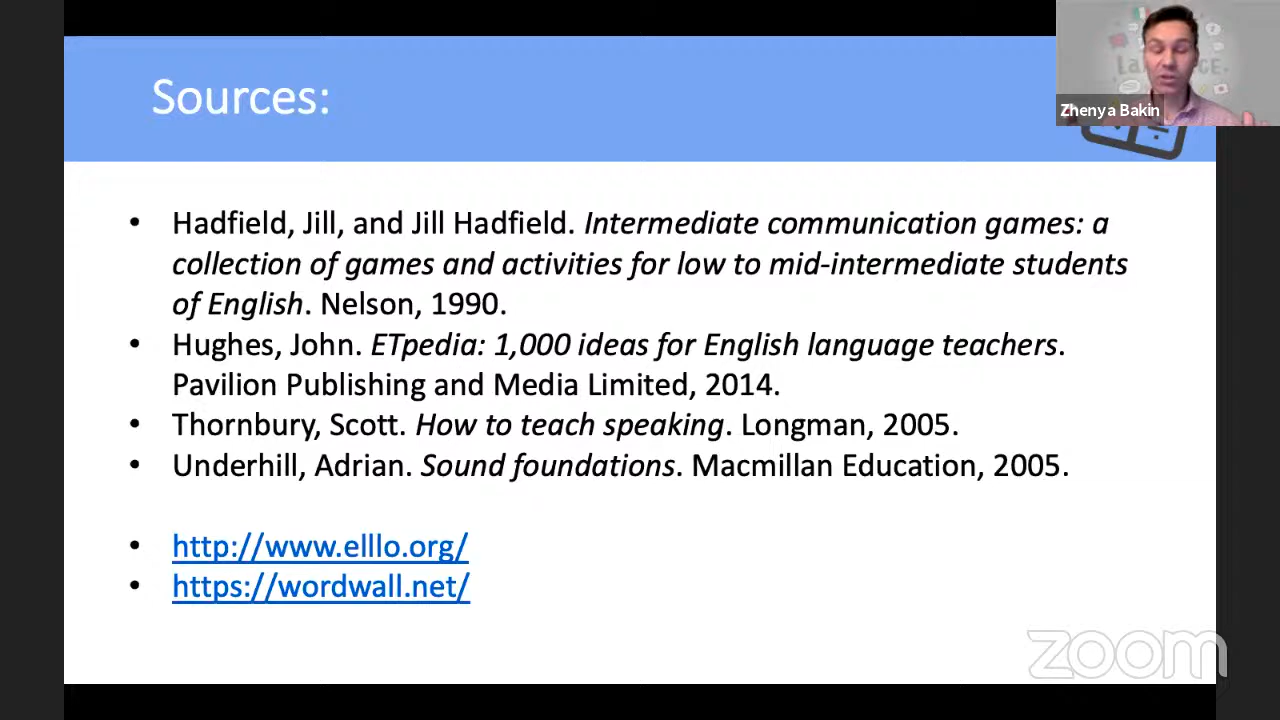 Sources:
Zhenya Bakin
• Hadfield, Jill, and Jill Hadfield. Intermediate communication games: a
collection of games and activities for low to mid-intermediate students
of English. Nelson, 1990.
• Hughes, John. ETpedia: 1,000 ideas for English language teachers.
Pavilion Publishing and Media Limited, 2014.
• Thornbury, Scott. How to teach speaking. Longman, 2005.
• Underhill, Adrian. Sound foundations. Macmillan Education, 2005.
• http://www.elllo.org/
• https://wordwall.net/
zoom